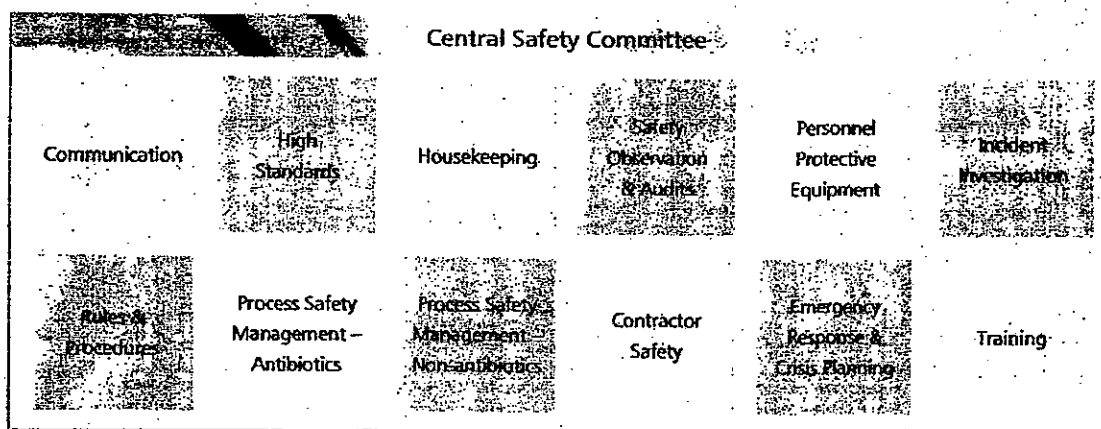 Central Safety Committee
Communication
High
Standards
Housekeeping
Safety
Observation
& Audits
Personnel
Protective
Equipment
Incident
Investigation
Rules &
Procedures
Process Safety
Management –
Antibiotics
Process Safety
Management –
Non-antibiotics
Contractor
Safety
Emergency
Response &
Crisis Planning
Training